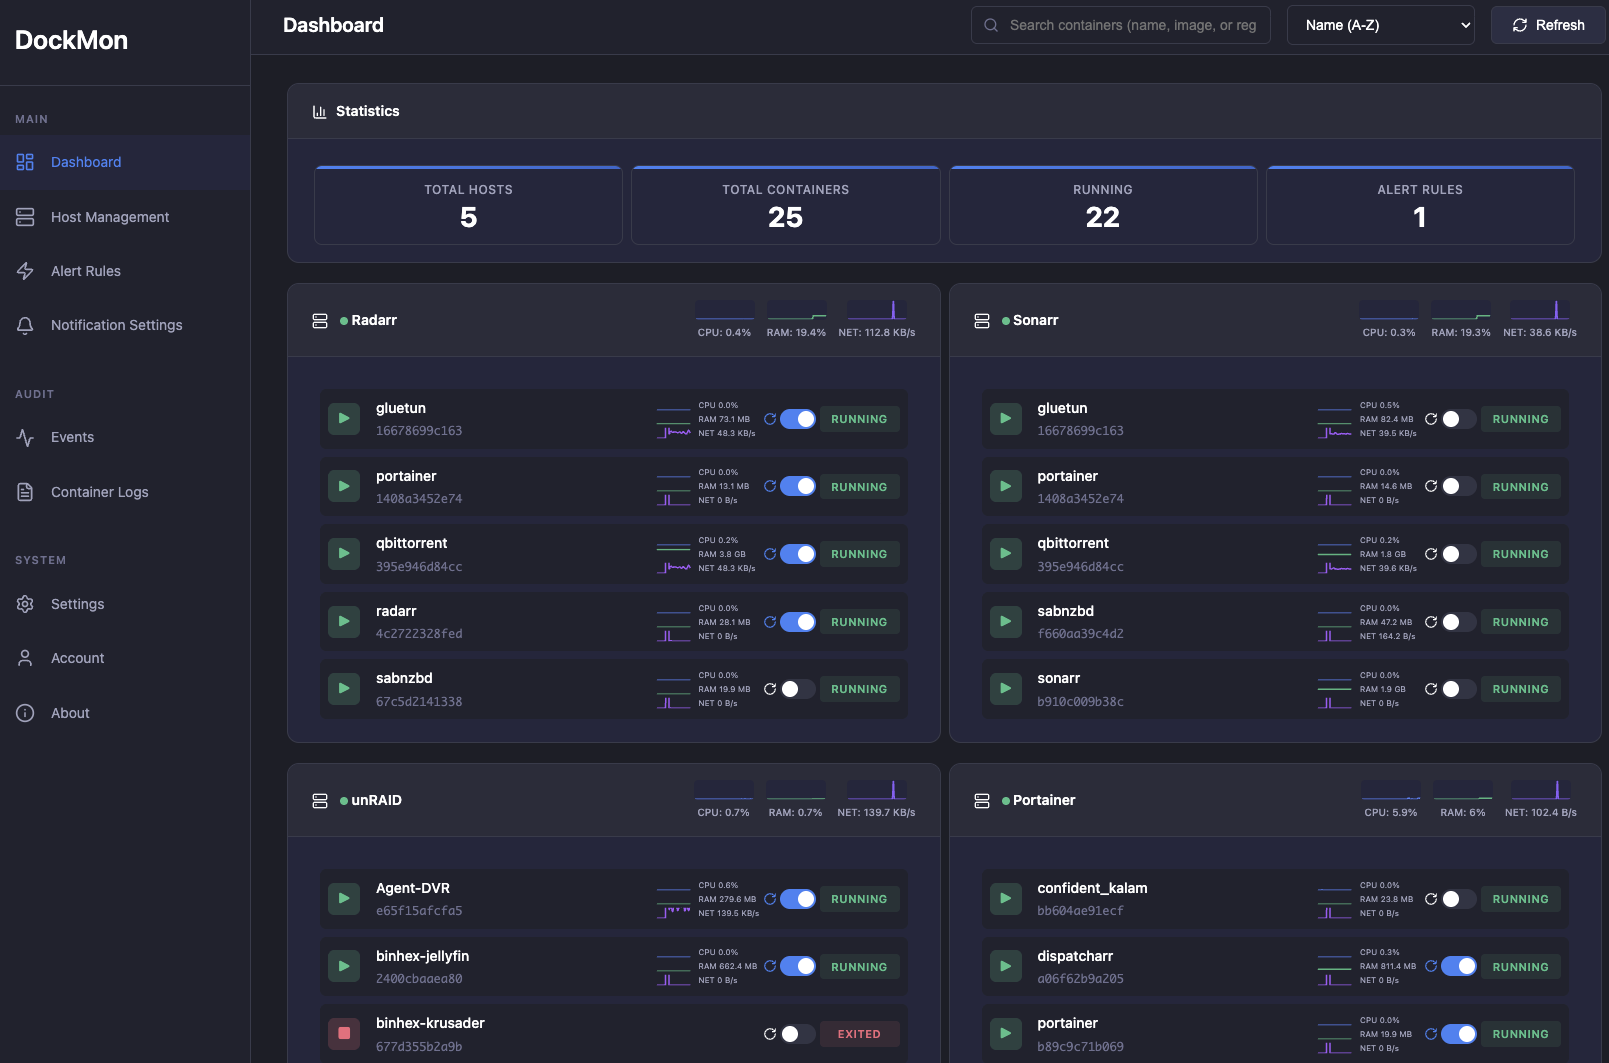 DockMon
MAIN
Dashboard
Host Management
Alert Rules
Notification Settings
AUDIT
Events
Container Logs
SYSTEM
Settings
Account
About
Dashboard
Search containers (name, image, or reg
Name (A-Z)
Refresh
Statistics
TOTAL HOSTS
5
TOTAL CONTAINERS
25
RUNNING
22
ALERT RULES
1
Radarr
CPU: 0.4% RAM: 19.4% NET: 112.8 KB/s
gluetun
16678699c163
CPU 0.0%
RAM 73.1 MB
NET 48.3 KB/s
RUNNING
portainer
1408a3452e74
CPU 0.0%
RAM 13.1 MB
NET 0 B/s
RUNNING
qbittorrent
395e946d84cc
CPU 0.2%
RAM 3.8 GB
NET 48.3 KB/s
RUNNING
radarr
4c2722328fed
CPU 0.0%
RAM 28.1 MB
NET 0 B/s
RUNNING
sabnzbd
67c5d2141338
CPU 0.0%
RAM 19.9 MB
NET 0 B/s
RUNNING
Sonarr
CPU: 0.3% RAM: 19.3% NET: 38.6 KB/s
gluetun
16678699c163
CPU 0.5%
RAM 82.4 MB
NET 39.5 KB/s
RUNNING
portainer
1408a3452e74
CPU 0.0%
RAM 14.6 MB
NET 0 B/s
RUNNING
qbittorrent
395e946d84cc
CPU 0.2%
RAM 1.8 GB
NET 39.6 KB/s
RUNNING
sabnzbd
f660aa39c4d2
CPU 0.0%
RAM 47.2 MB
NET 164.2 B/s
RUNNING
sonarr
b910c009b38c
CPU 0.0%
RAM 1.9 GB
NET 0 B/s
RUNNING
unRAID
CPU: 0.7% RAM: 0.7% NET: 139.7 KB/s
Agent-DVR
e65f15afcfa5
CPU 0.6%
RAM 279.6 MB
NET 139.5 KB/s
RUNNING
binhex-jellyfin
2400cbaaea80
CPU 0.0%
RAM 662.4 MB
NET 0 B/s
RUNNING
binhex-krusader
677d355b2a9b
EXITED
Portainer
CPU: 5.9% RAM: 6% NET: 102.4 B/s
confident_kalam
bb604ae91ecf
CPU 0.0%
RAM 23.8 MB
NET 0 B/s
RUNNING
dispatcharr
a06f62b9a205
CPU 0.3%
RAM 811.4 MB
NET 0 B/s
RUNNING
portainer
b89c9c71b069
CPU 0.0%
RAM 19.9 MB
NET 0 B/s
RUNNING